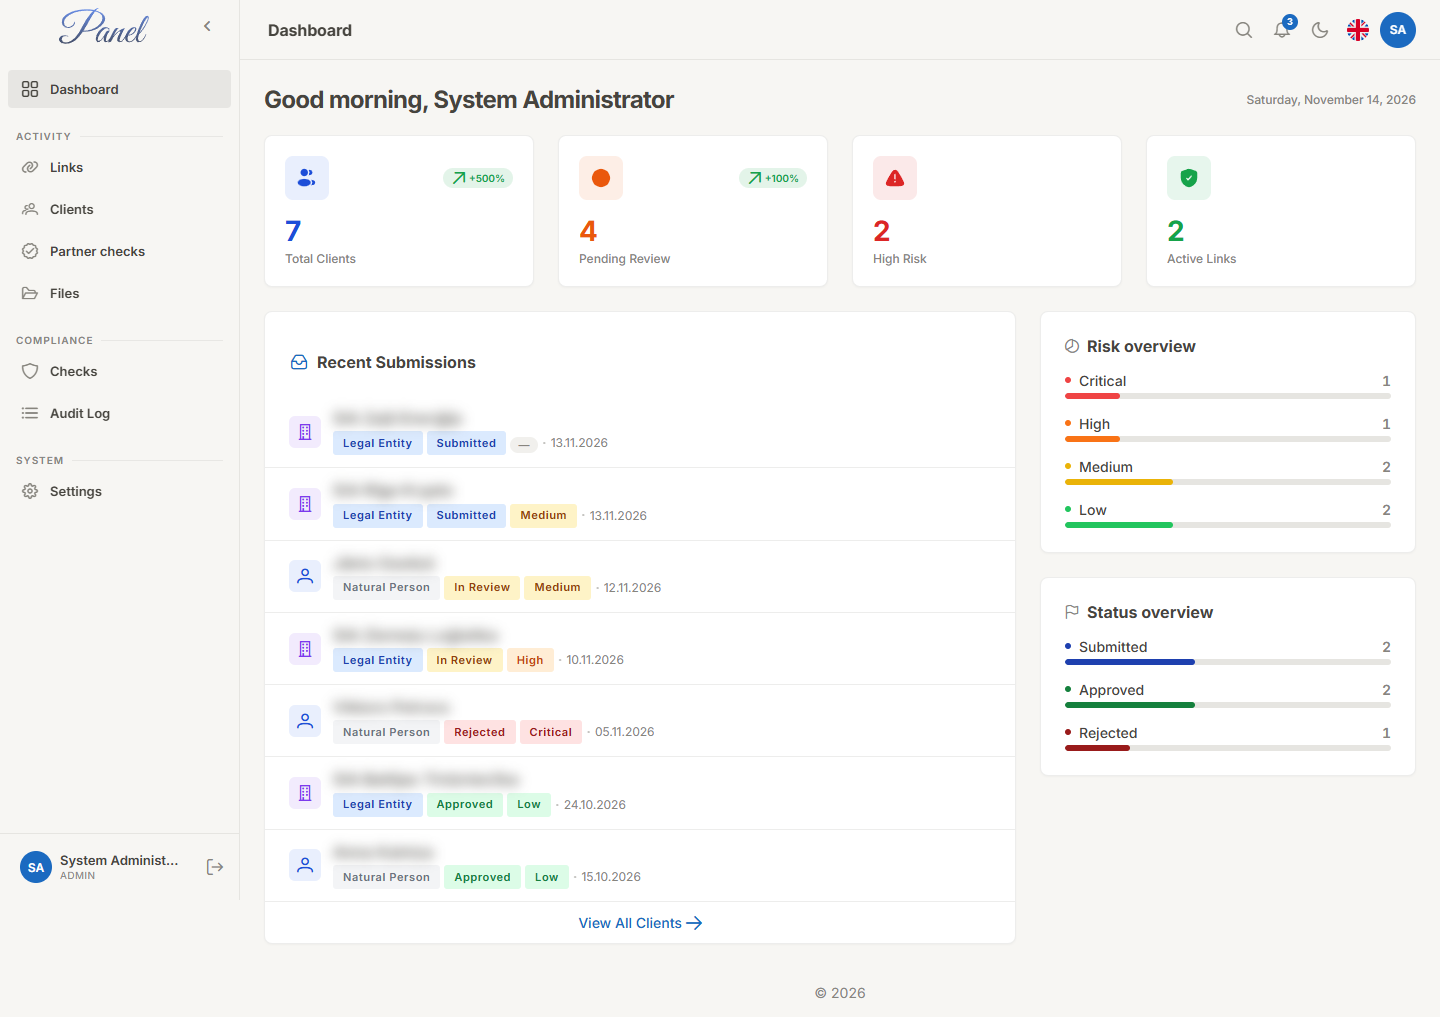 Panel
Dashboard
ACTIVITY
Links
Clients
Partner checks
Files
COMPLIANCE
Checks
Audit Log
SYSTEM
Settings
SA
System Administ...
ADMIN
Dashboard
3
SA
Good morning, System Administrator
Saturday, November 14, 2026
+500%
7
Total Clients
+100%
4
Pending Review
2
High Risk
2
Active Links
Recent Submissions
Legal Entity Submitted — · 13.11.2026
Legal Entity Submitted Medium · 13.11.2026
Natural Person In Review Medium · 12.11.2026
Legal Entity In Review High · 10.11.2026
Natural Person Rejected Critical · 05.11.2026
Legal Entity Approved Low · 24.10.2026
Natural Person Approved Low · 15.10.2026
View All Clients
Risk overview
Critical 1
High 1
Medium 2
Low 2
Status overview
Submitted 2
Approved 2
Rejected 1
© 2026